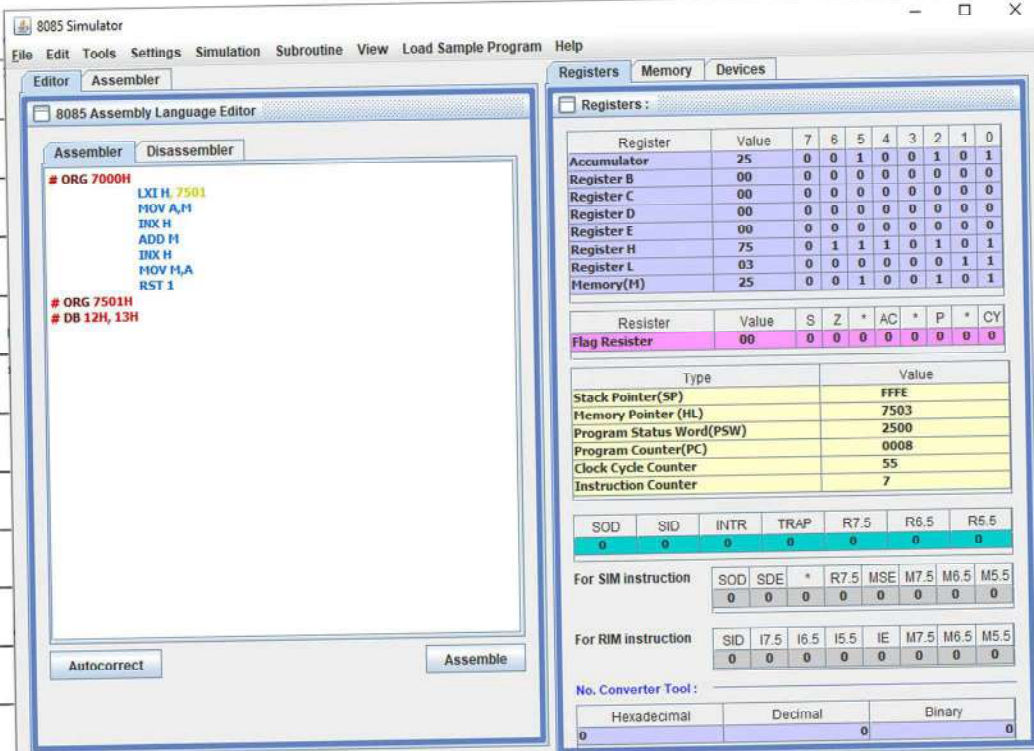 8085 Simulator
File Edit Tools Settings Simulation Subroutine View Load Sample Program Help
Editor Assembler
8085 Assembly Language Editor
Assembler Disassembler
# ORG 7000H
LXI H, 7501
MOV A,M
INX H
ADD M
INX H
MOV M,A
RST 1
# ORG 7501H
# DB 12H, 13H
Autocorrect Assemble
Registers Memory Devices
Registers :
Register Value 7 6 5 4 3 2 1 0
Accumulator 25 0 0 1 0 0 1 0 1
Register B 00 0 0 0 0 0 0 0 0
Register C 00 0 0 0 0 0 0 0 0
Register D 00 0 0 0 0 0 0 0 0
Register E 00 0 0 0 0 0 0 0 0
Register H 75 0 1 1 1 0 1 0 1
Register L 03 0 0 0 0 0 0 1 1
Memory(M) 25 0 0 1 0 0 1 0 1
Resister Value S Z * AC * P * CY
Flag Resister 00 0 0 0 0 0 0 0 0
Type Value
Stack Pointer(SP) FFFE
Memory Pointer (HL) 7503
Program Status Word(PSW) 2500
Program Counter(PC) 0008
Clock Cycle Counter 55
Instruction Counter 7
SOD SID INTR TRAP R7.5 R6.5 R5.5
0 0 0 0 0 0 0
For SIM instruction SOD SDE * R7.5 MSE M7.5 M6.5 M5.5
0 0 0 0 0 0 0 0
For RIM instruction SID I7.5 I6.5 I5.5 IE M7.5 M6.5 M5.5
0 0 0 0 0 0 0 0
No. Converter Tool :
Hexadecimal Decimal Binary
0 0 0